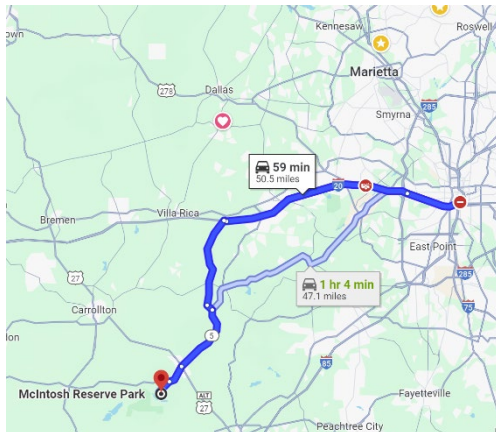 Kennesaw
Roswell
Marietta
278
Dallas
285
Smyrna
59 min
50.5 miles
20
Villa Rica
Bremen
East Point
27
1 hr 4 min
47.1 miles
285
Carrollton
75
5
85
McIntosh Reserve Park
ALT
27
Fayetteville
Peachtree City
27